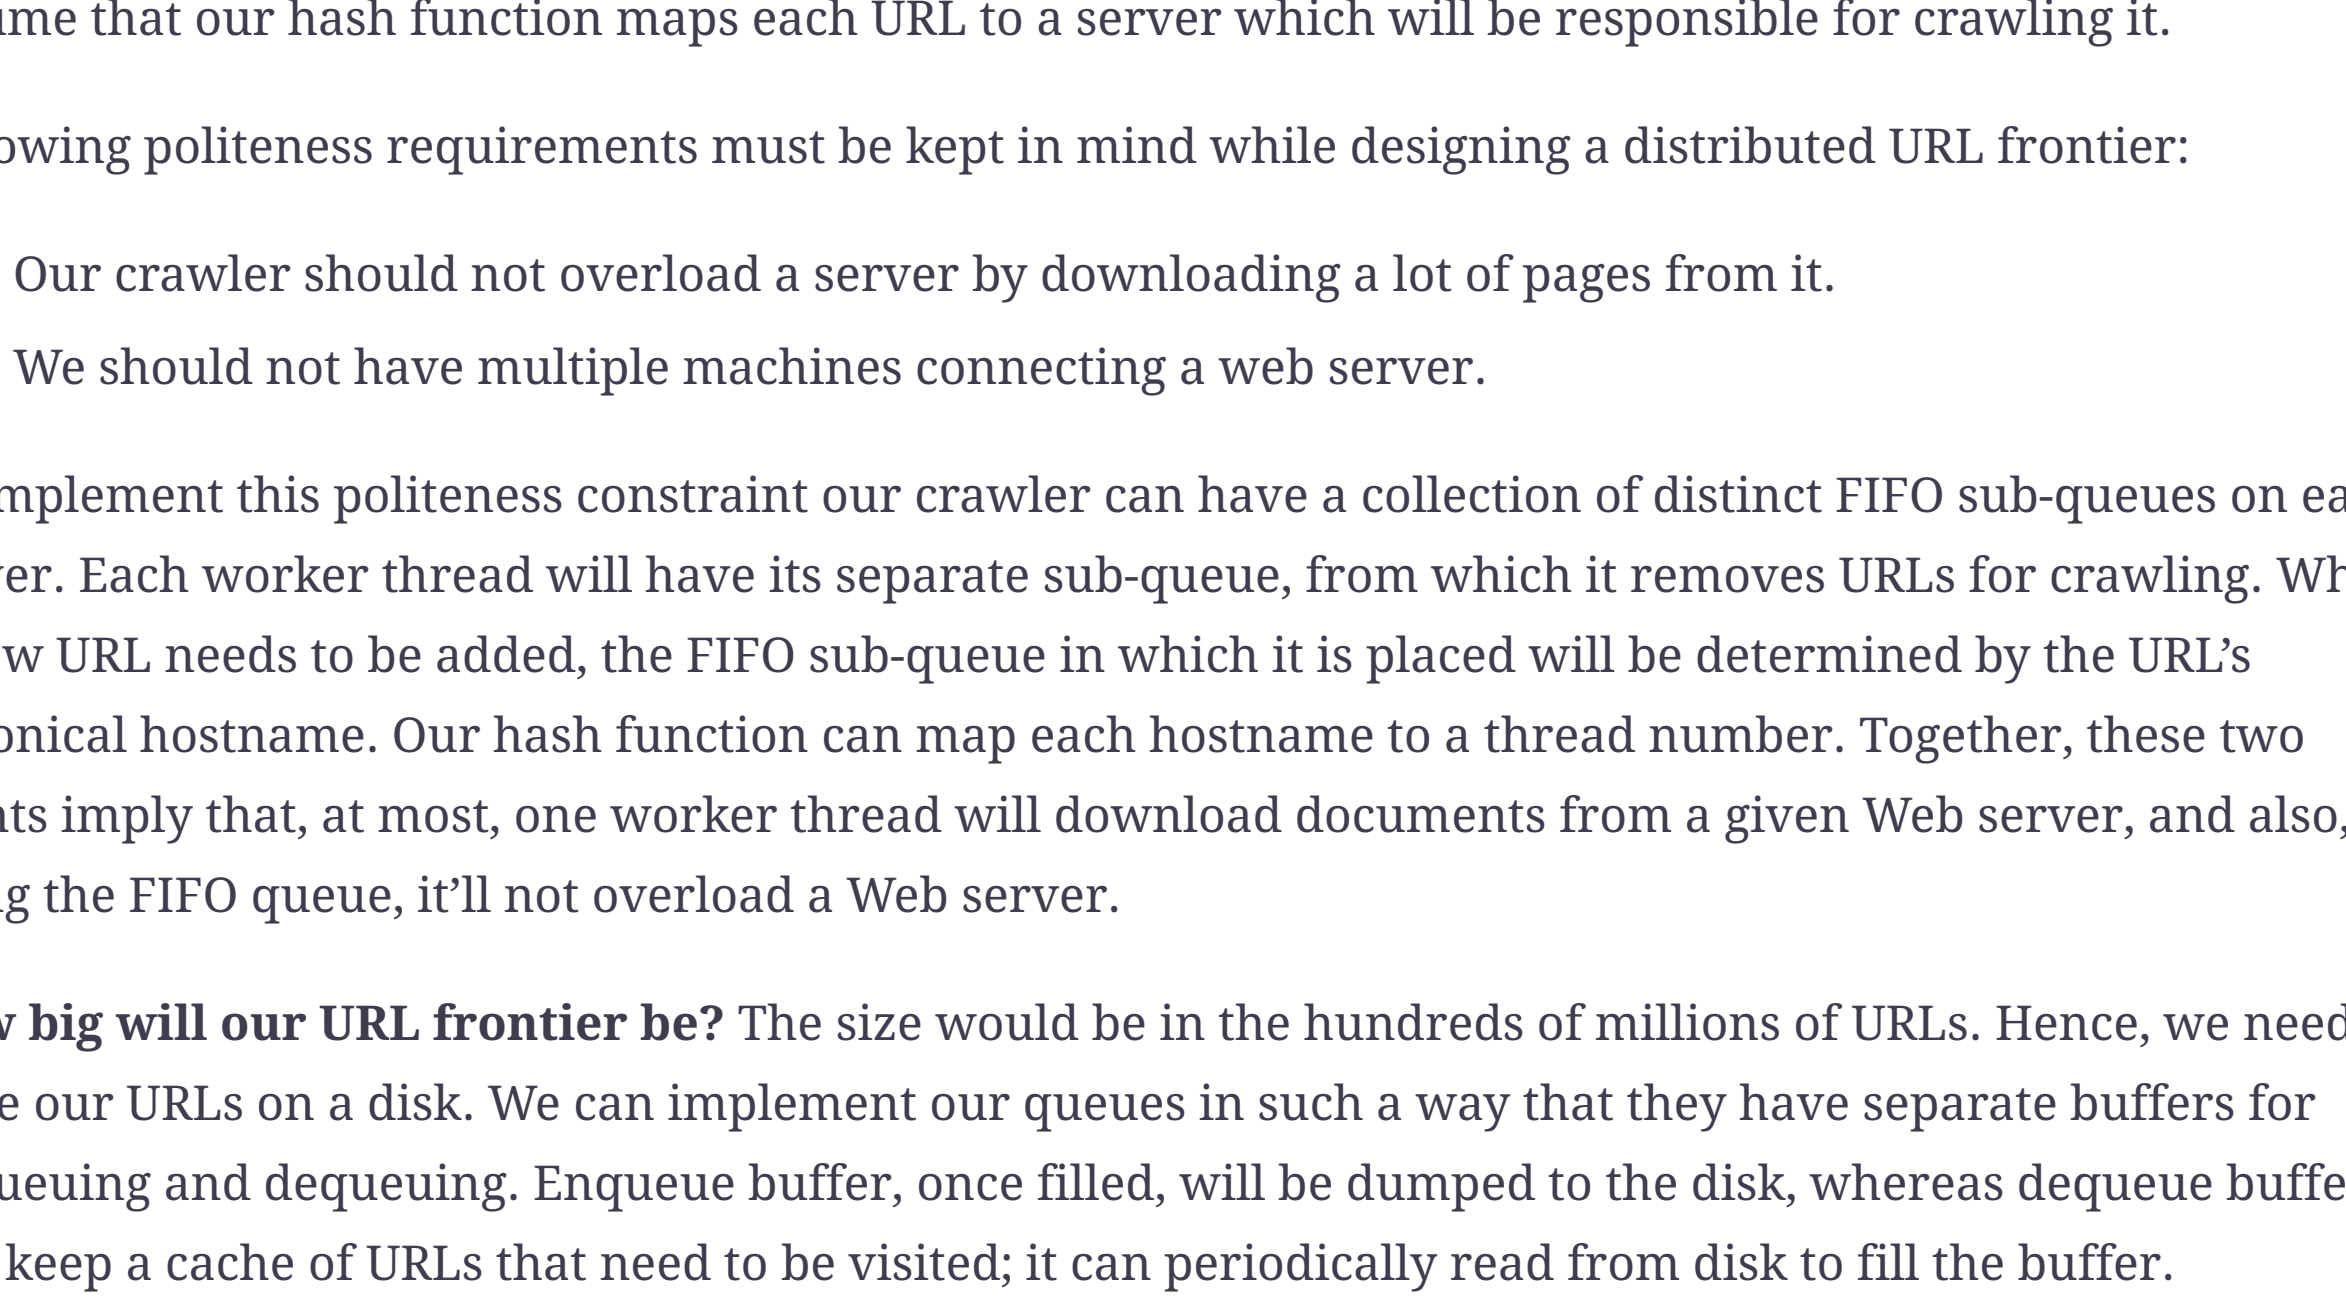 ume that our hash function maps each URL to a server which will be responsible for crawling it.
owing politeness requirements must be kept in mind while designing a distributed URL frontier:
Our crawler should not overload a server by downloading a lot of pages from it.
We should not have multiple machines connecting a web server.
mplement this politeness constraint our crawler can have a collection of distinct FIFO sub-queues on ea
ver. Each worker thread will have its separate sub-queue, from which it removes URLs for crawling. Wh
w URL needs to be added, the FIFO sub-queue in which it is placed will be determined by the URL’s
onical hostname. Our hash function can map each hostname to a thread number. Together, these two
nts imply that, at most, one worker thread will download documents from a given Web server, and also,
g the FIFO queue, it’ll not overload a Web server.
w big will our URL frontier be? The size would be in the hundreds of millions of URLs. Hence, we need
e our URLs on a disk. We can implement our queues in such a way that they have separate buffers for
ueuing and dequeuing. Enqueue buffer, once filled, will be dumped to the disk, whereas dequeue buffe
keep a cache of URLs that need to be visited; it can periodically read from disk to fill the buffer.